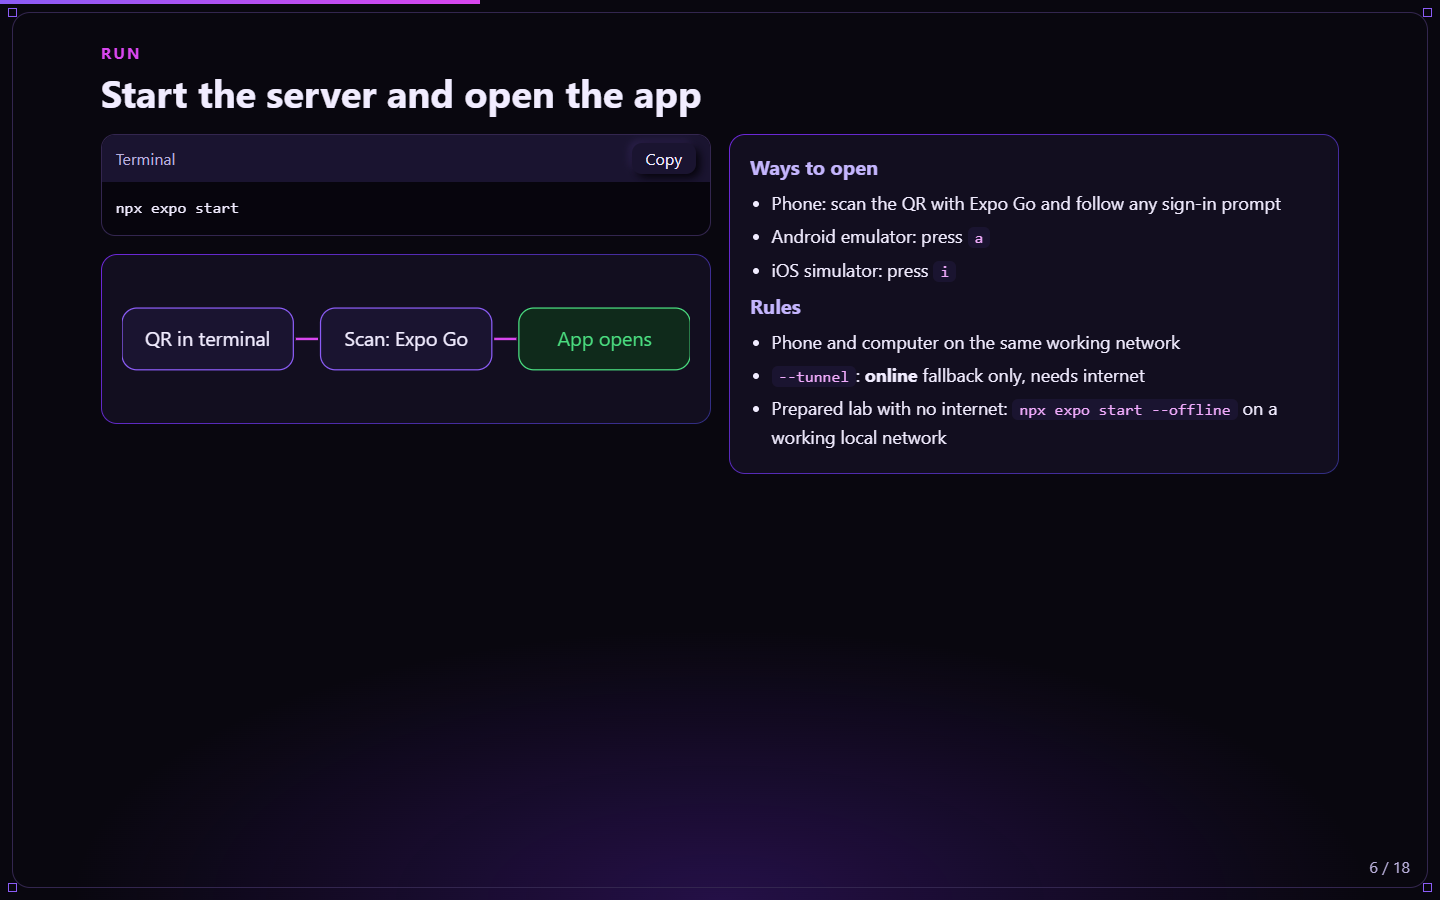 RUN
Start the server and open the app
Terminal
Copy
npx expo start
QR in terminal
Scan: Expo Go
App opens
Ways to open
• Phone: scan the QR with Expo Go and follow any sign-in prompt
• Android emulator: press a
• iOS simulator: press i
Rules
• Phone and computer on the same working network
• --tunnel: online fallback only, needs internet
• Prepared lab with no internet: npx expo start --offline on a
working local network
6 / 18